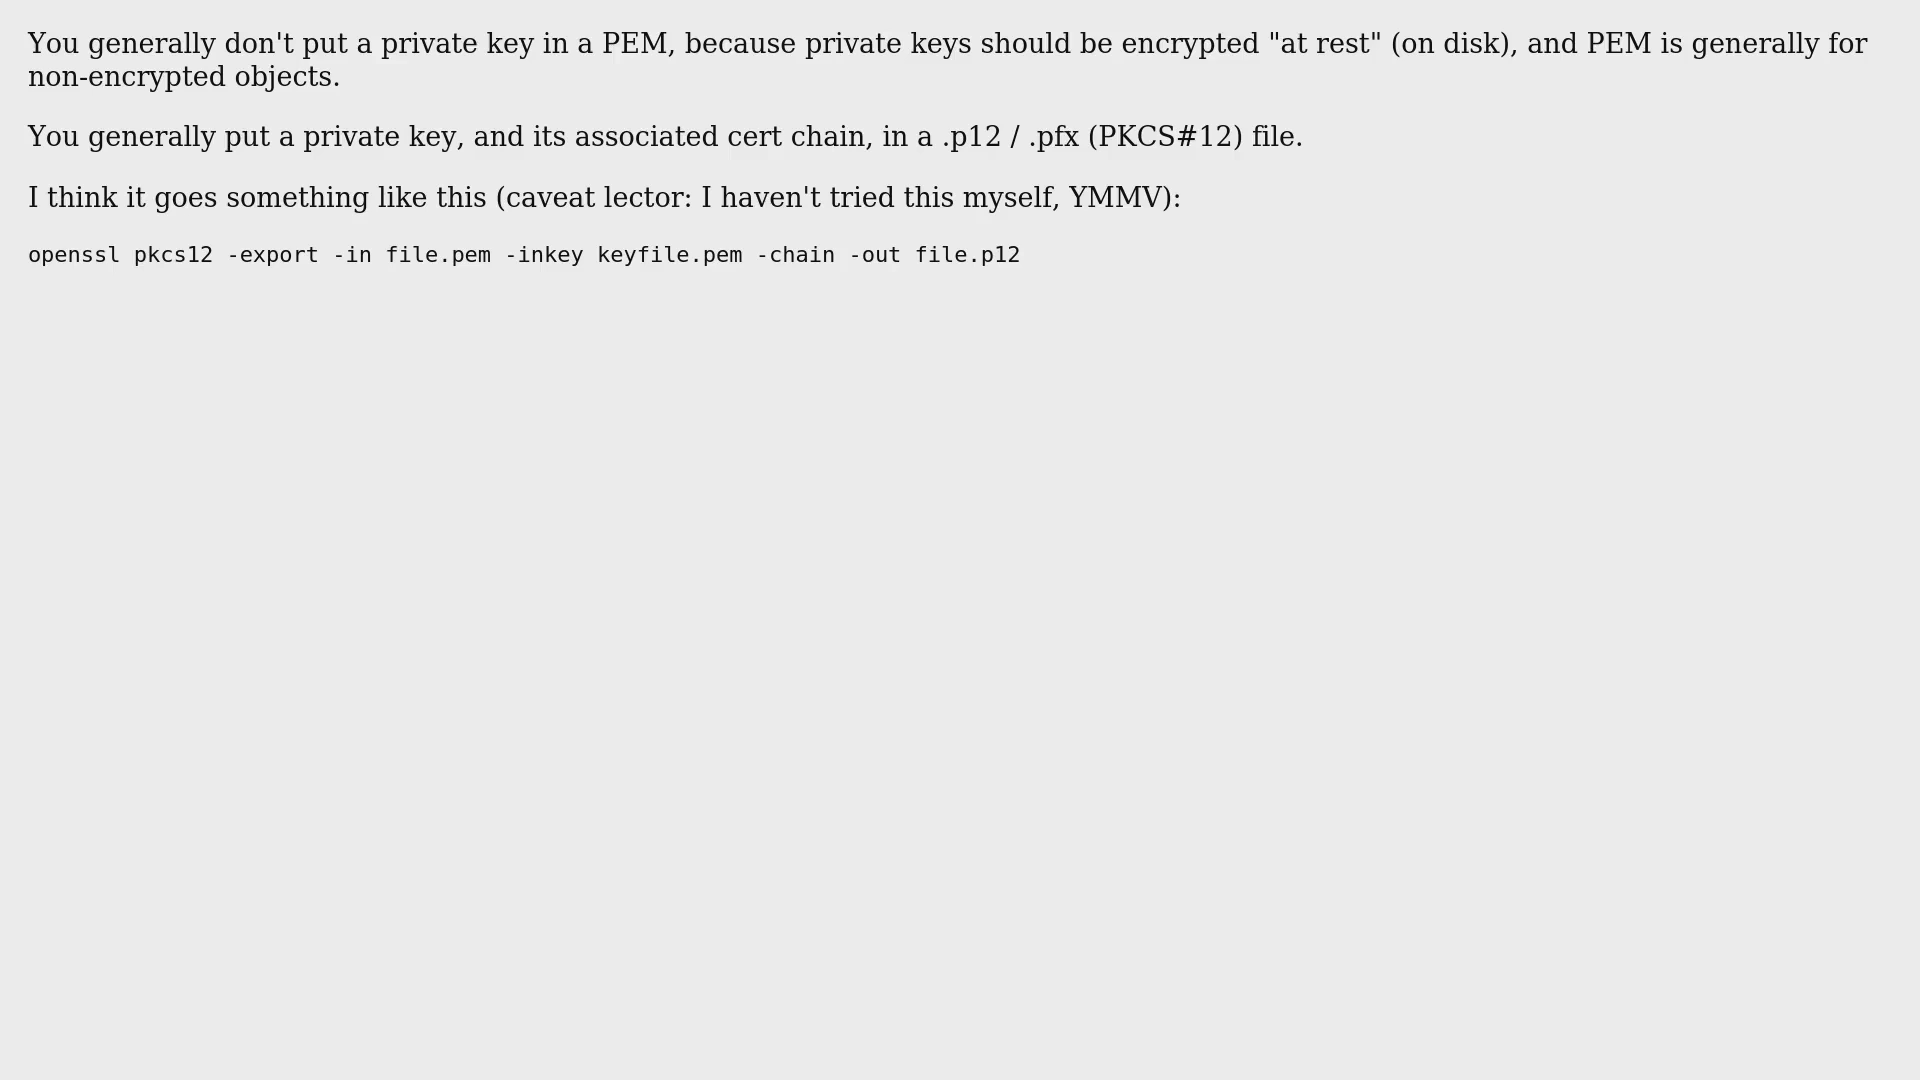 You generally don't put a private key in a PEM, because private keys should be encrypted "at rest" (on disk), and PEM is generally for
non-encrypted objects.
You generally put a private key, and its associated cert chain, in a .p12 / .pfx (PKCS#12) file.
I think it goes something like this (caveat lector: I haven't tried this myself, YMMV):
openssl pkcs12 -export -in file.pem -inkey keyfile.pem -chain -out file.p12